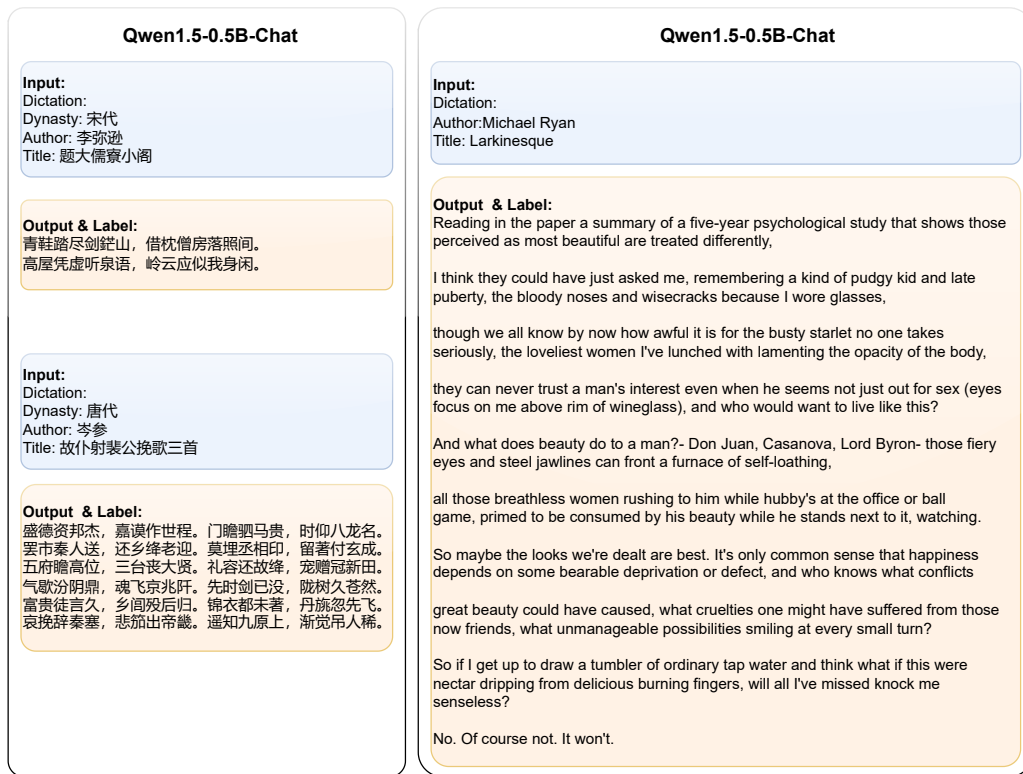 Qwen1.5-0.5B-Chat
Input:
Dictation:
Dynasty: 宋代
Author: 李弥逊
Title: 题大儒寮小阁
Output & Label:
青鞋踏尽剑鋩山，借枕僧房落照间。
高屋凭虚听泉语，岭云应似我身闲。
Input:
Dictation:
Dynasty: 唐代
Author: 岑参
Title: 故仆射裴公挽歌三首
Output & Label:
盛德资邦杰，嘉谟作世程。门瞻驷马贵，时仰八龙名。
罢市秦人送，还乡绛老迎。莫埋丞相印，留著付玄成。
五府瞻高位，三台丧大贤。礼容还故绛，宠赠冠新田。
气歇汾阴鼎，魂飞京兆阡。先时剑已没，陇树久苍然。
富贵徒言久，乡闾殁后归。锦衣都未著，丹旐忽先飞。
哀挽辞秦塞，悲笳出帝畿。遥知九原上，渐觉吊人稀。
Qwen1.5-0.5B-Chat
Input:
Dictation:
Author:Michael Ryan
Title: Larkinesque
Output & Label:
Reading in the paper a summary of a five-year psychological study that shows those
perceived as most beautiful are treated differently,
I think they could have just asked me, remembering a kind of pudgy kid and late
puberty, the bloody noses and wisecracks because I wore glasses,
though we all know by now how awful it is for the busty starlet no one takes
seriously, the loveliest women I've lunched with lamenting the opacity of the body,
they can never trust a man's interest even when he seems not just out for sex (eyes
focus on me above rim of wineglass), and who would want to live like this?
And what does beauty do to a man?- Don Juan, Casanova, Lord Byron- those fiery
eyes and steel jawlines can front a furnace of self-loathing,
all those breathless women rushing to him while hubby's at the office or ball
game, primed to be consumed by his beauty while he stands next to it, watching.
So maybe the looks we're dealt are best. It's only common sense that happiness
depends on some bearable deprivation or defect, and who knows what conflicts
great beauty could have caused, what cruelties one might have suffered from those
now friends, what unmanageable possibilities smiling at every small turn?
So if I get up to draw a tumbler of ordinary tap water and think what if this were
nectar dripping from delicious burning fingers, will all I've missed knock me
senseless?
No. Of course not. It won't.